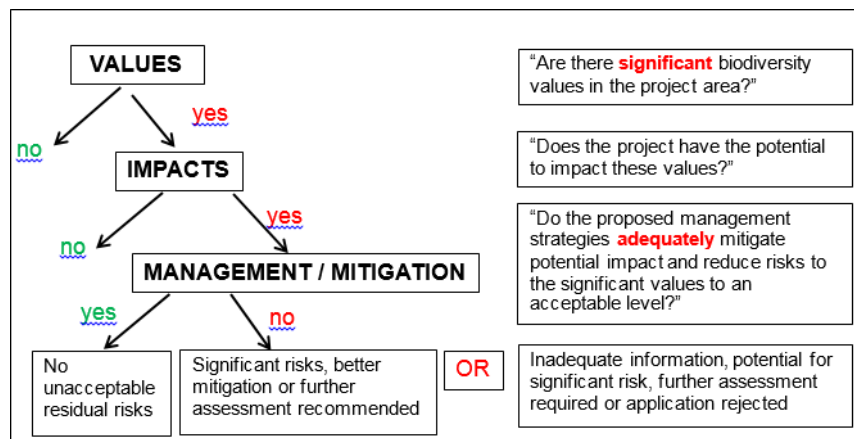 VALUES
“Are there significant biodiversity
values in the project area?”
no
yes
IMPACTS
“Does the project have the potential
to impact these values?”
no
yes
“Do the proposed management
strategies adequately mitigate
potential impact and reduce risks to
the significant values to an
acceptable level?”
MANAGEMENT / MITIGATION
yes
no
No
unacceptable
residual risks
Significant risks, better
mitigation or further
assessment recommended
OR
Inadequate information, potential for
significant risk, further assessment
required or application rejected